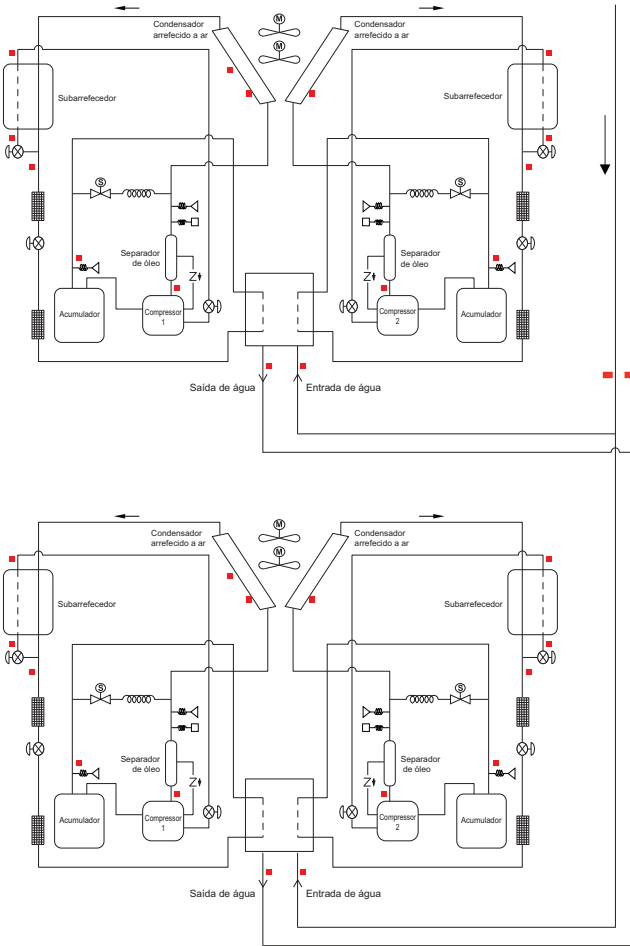 Condensador
arrefecido a ar
M
M
Condensador
arrefecido a ar
Subarrefecedor
Subarrefecedor
S
S
Separador
de óleo
Separador
de óleo
Z
Z
Acumulador
Compressor
1
Compressor
2
Acumulador
Saída de água
Entrada de água
Condensador
arrefecido a ar
M
M
Condensador
arrefecido a ar
Subarrefecedor
Subarrefecedor
S
S
Separador
de óleo
Separador
de óleo
Z
Z
Acumulador
Compressor
1
Compressor
2
Acumulador
Saída de água
Entrada de água